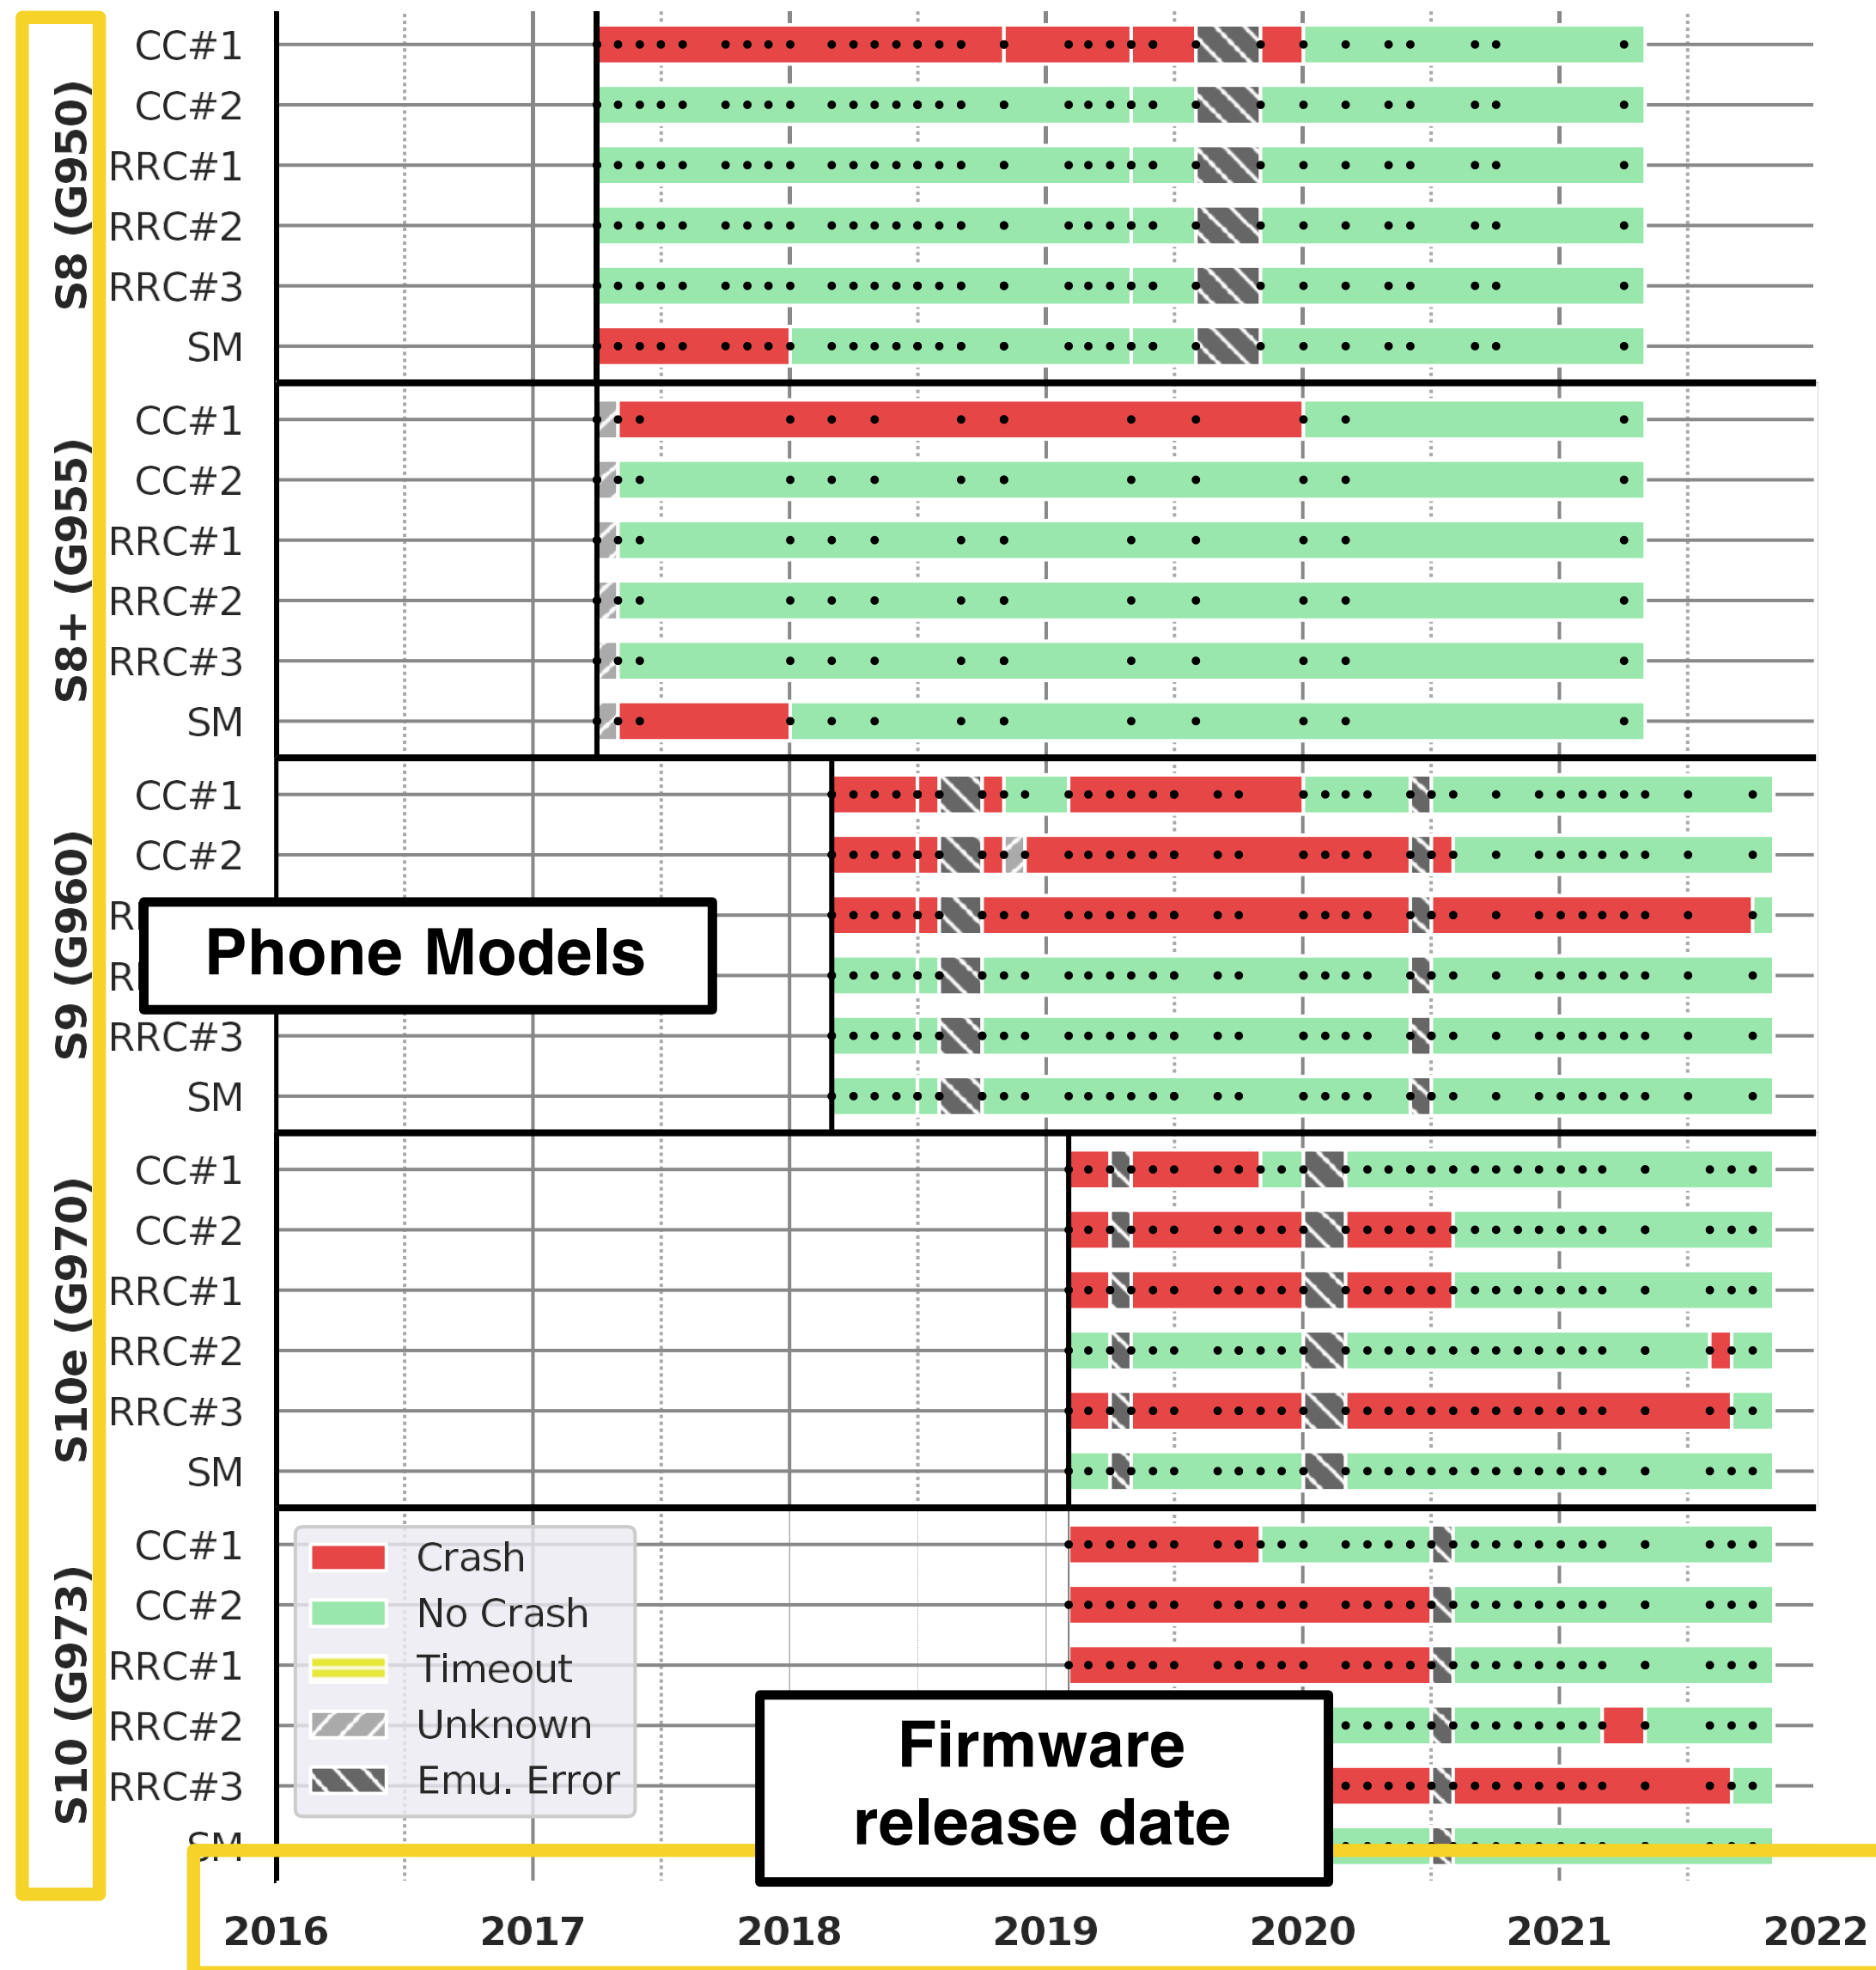 S8 (G950)
CC#1
CC#2
RRC#1
RRC#2
RRC#3
SM
S8+ (G955)
CC#1
CC#2
RRC#1
RRC#2
RRC#3
SM
S9 (G960)
CC#1
CC#2
Phone Models
RRC#3
SM
S10e (G970)
CC#1
CC#2
RRC#1
RRC#2
RRC#3
SM
S10 (G973)
CC#1
CC#2
RRC#1
RRC#2
RRC#3
SM
Crash
No Crash
Timeout
Unknown
Emu. Error
Firmware
release date
2016 2017 2018 2019 2020 2021 2022